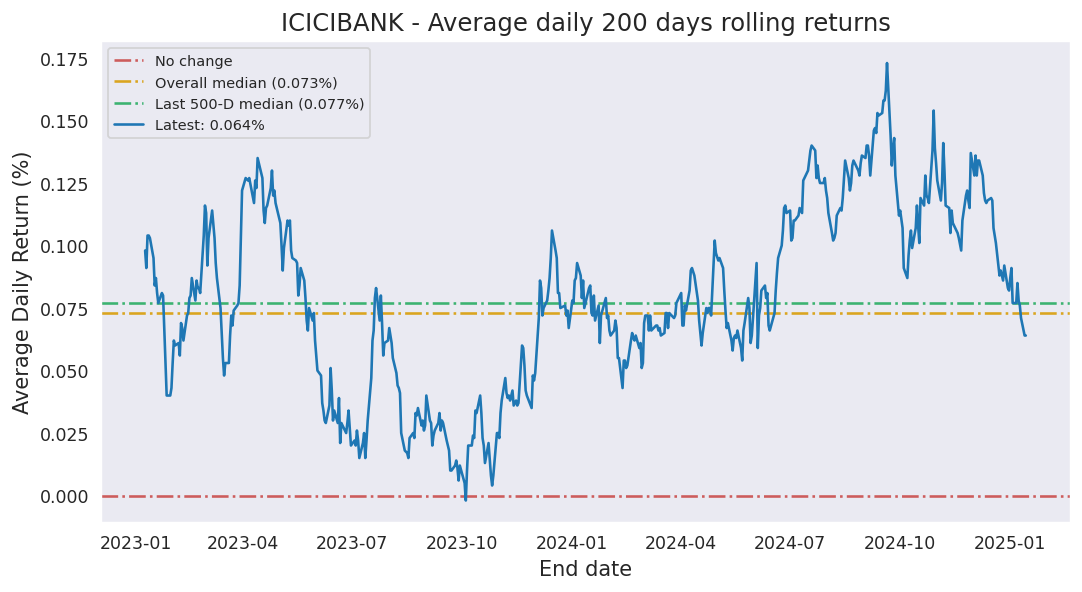 ICICIBANK - Average daily 200 days rolling returns
No change
Overall median (0.073%)
Last 500-D median (0.077%)
Latest: 0.064%
Average Daily Return (%)
0.175
0.150
0.125
0.100
0.075
0.050
0.025
0.000
2023-01 2023-04 2023-07 2023-10 2024-01 2024-04 2024-07 2024-10 2025-01
End date